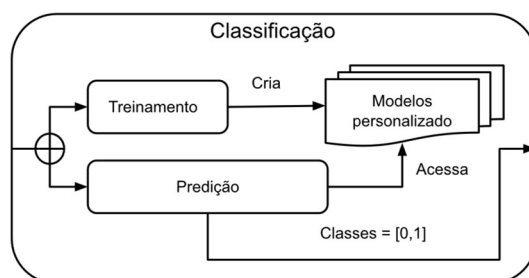 Classificação
Treinamento
Cria
Modelos
personalizado
Predição
Acessa
Classes = [0,1]